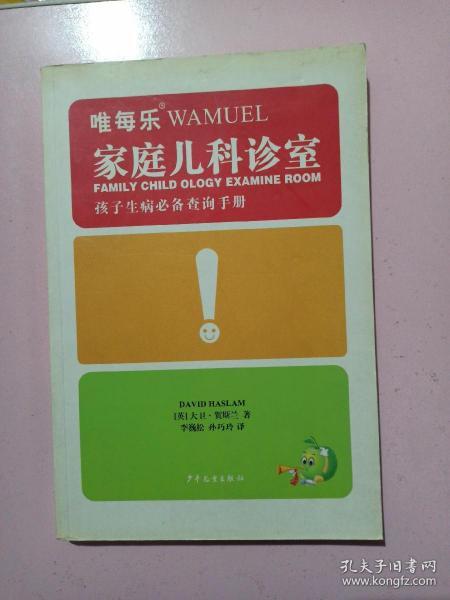 唯每乐® WAMUEL
家庭儿科诊室
FAMILY CHILD OLOGY EXAMINE ROOM
孩子生病必备查询手册
DAVID HASLAM
[英]大卫·贺斯兰 著
李巍松 孙巧玲 译
少年儿童出版社
孔夫子旧书网
www.kongfz.com